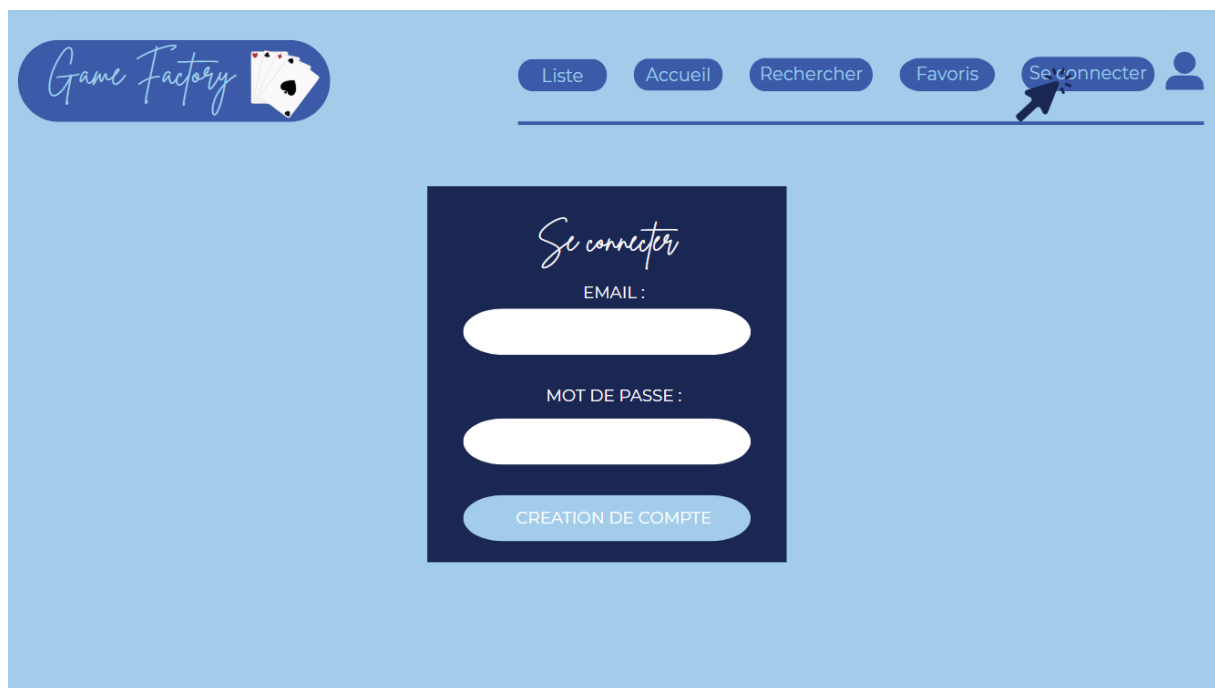 Game Factory
Liste
Accueil
Rechercher
Favoris
Se connecter
Se connecter
EMAIL :
MOT DE PASSE :
CREATION DE COMPTE